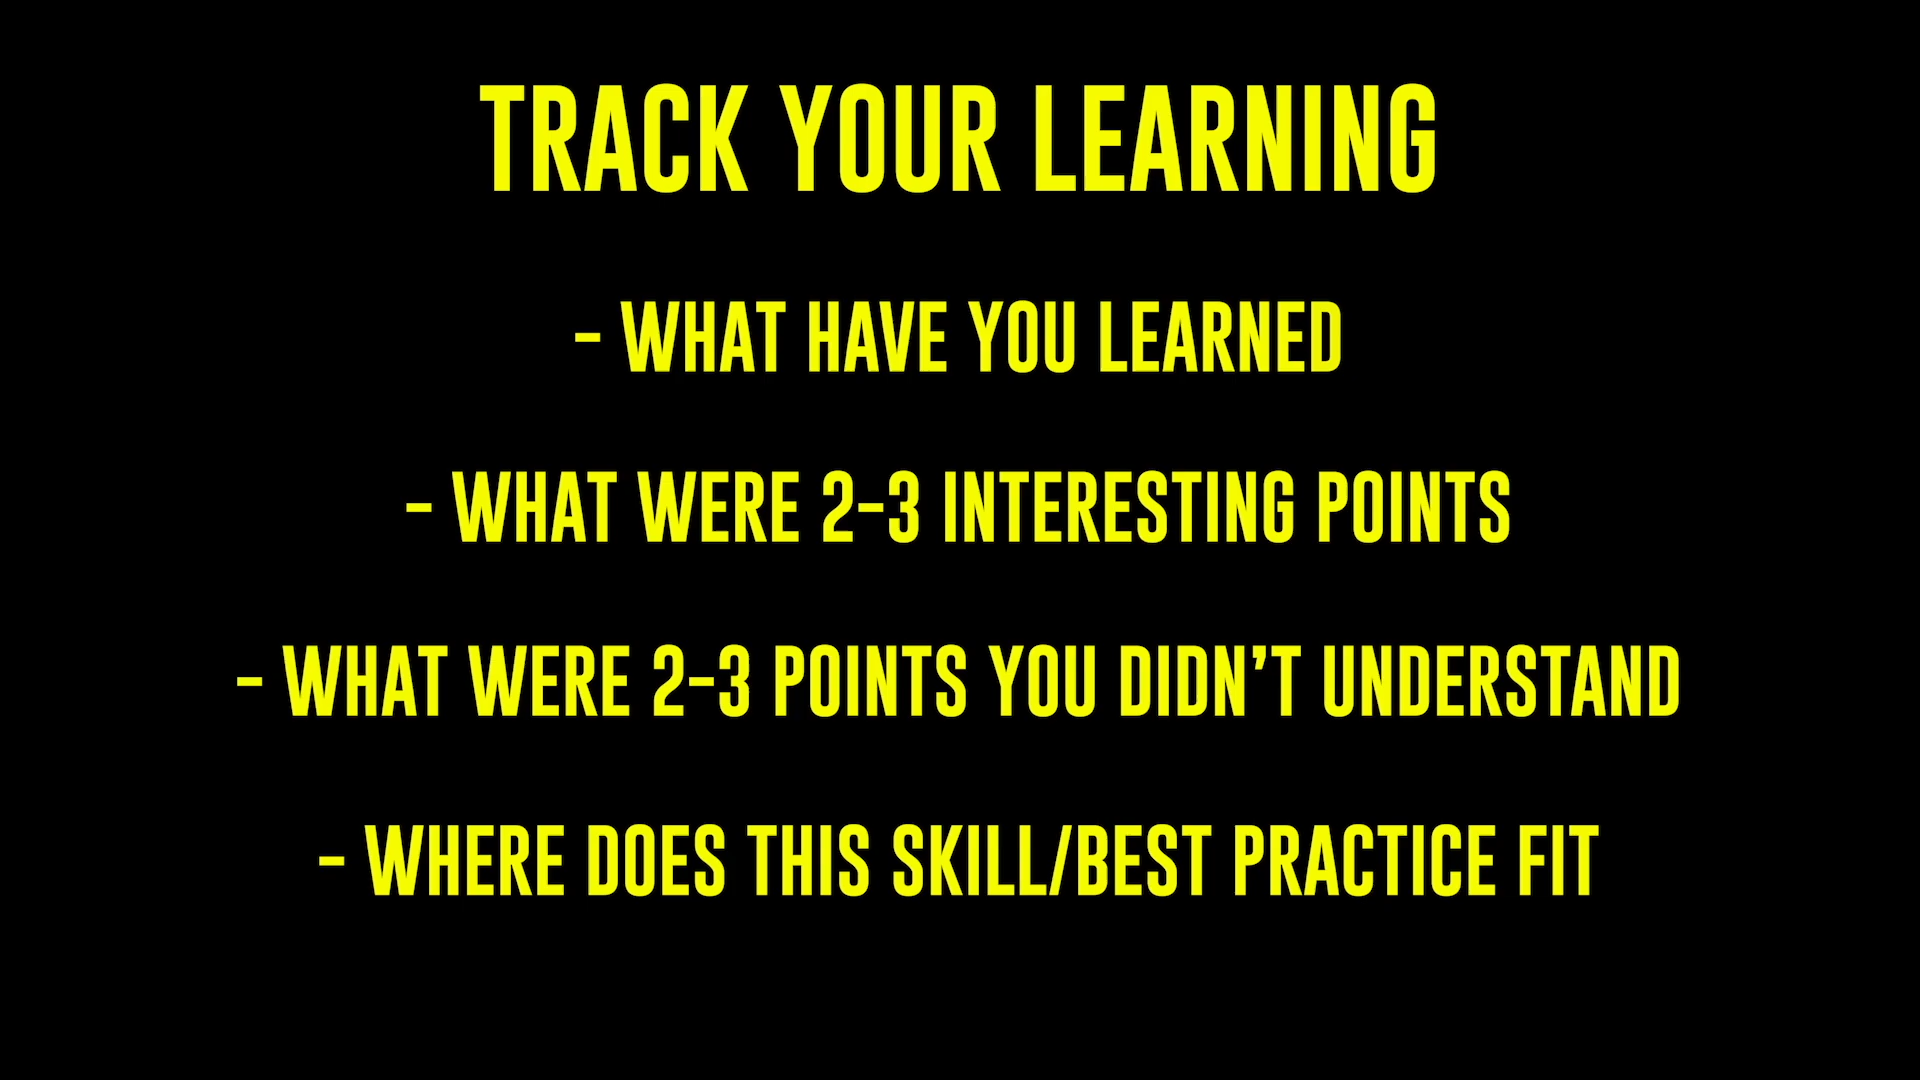 TRACK YOUR LEARNING
- WHAT HAVE YOU LEARNED
- WHAT WERE 2-3 INTERESTING POINTS
- WHAT WERE 2-3 POINTS YOU DIDN’T UNDERSTAND
- WHERE DOES THIS SKILL/BEST PRACTICE FIT